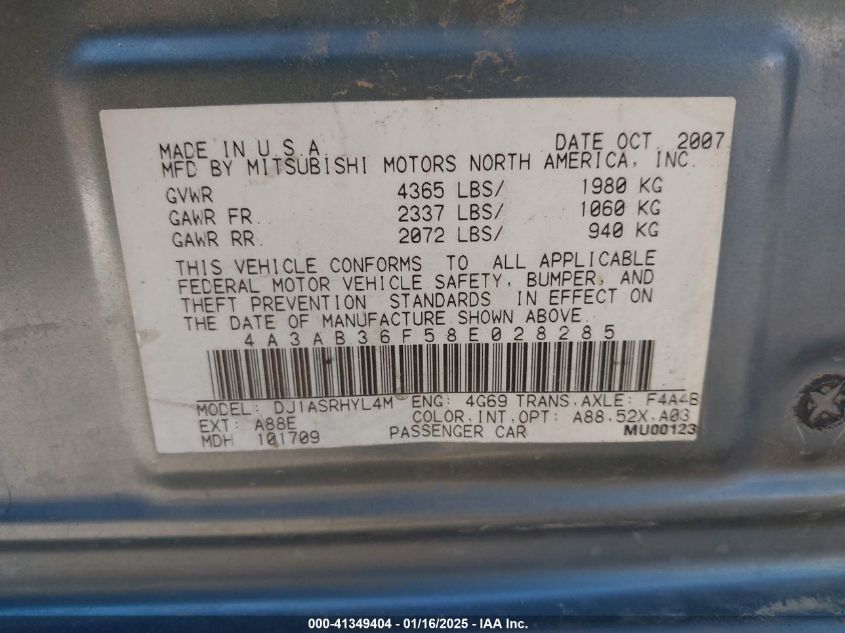 MADE IN U.S.A. DATE OCT. 2007
MFD BY MITSUBISHI MOTORS NORTH AMERICA, INC.
GVWR 4365 LBS/ 1980 KG
GAWR FR. 2337 LBS/ 1060 KG
GAWR RR. 2072 LBS/ 940 KG
THIS VEHICLE CONFORMS TO ALL APPLICABLE
FEDERAL MOTOR VEHICLE SAFETY, BUMPER, AND
THEFT PREVENTION STANDARDS IN EFFECT ON
THE DATE OF MANUFACTURE SHOWN ABOVE.
4A3AB36F58E028285
MODEL: DJ1ASRHYL4M ENG: 4G69 TRANS. AXLE: F4A4B
EXT: A88E COLOR. INT. OPT: A88.52X.A03
MDH 101709 PASSENGER CAR MU00123
000-41349404 - 01/16/2025 - IAA Inc.